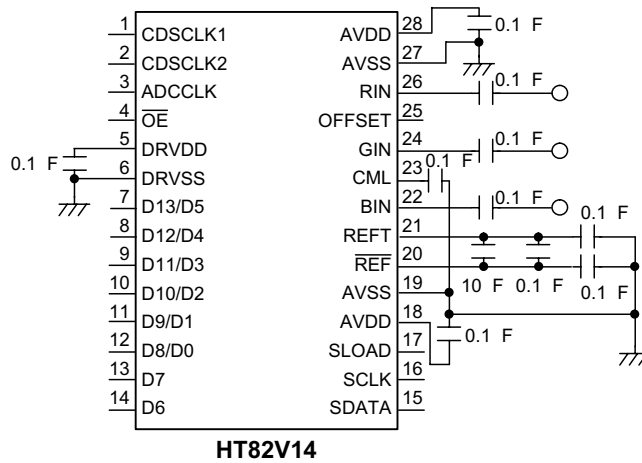 1 CDSCLK1
2 CDSCLK2
3 ADCCLK
4 OE
5 DRVDD
6 DRVSS
7 D13/D5
8 D12/D4
9 D11/D3
10 D10/D2
11 D9/D1
12 D8/D0
13 D7
14 D6
0.1 F
AVDD 28
AVSS 27
RIN 26
OFFSET 25
GIN 24
CML 23
BIN 22
REFT 21
REF 20
AVSS 19
AVDD 18
SLOAD 17
SCLK 16
SDATA 15
0.1 F
0.1 F
0.1 F
0.1 F
0.1 F
0.1 F
10 F 0.1 F 0.1 F
0.1 F
HT82V14